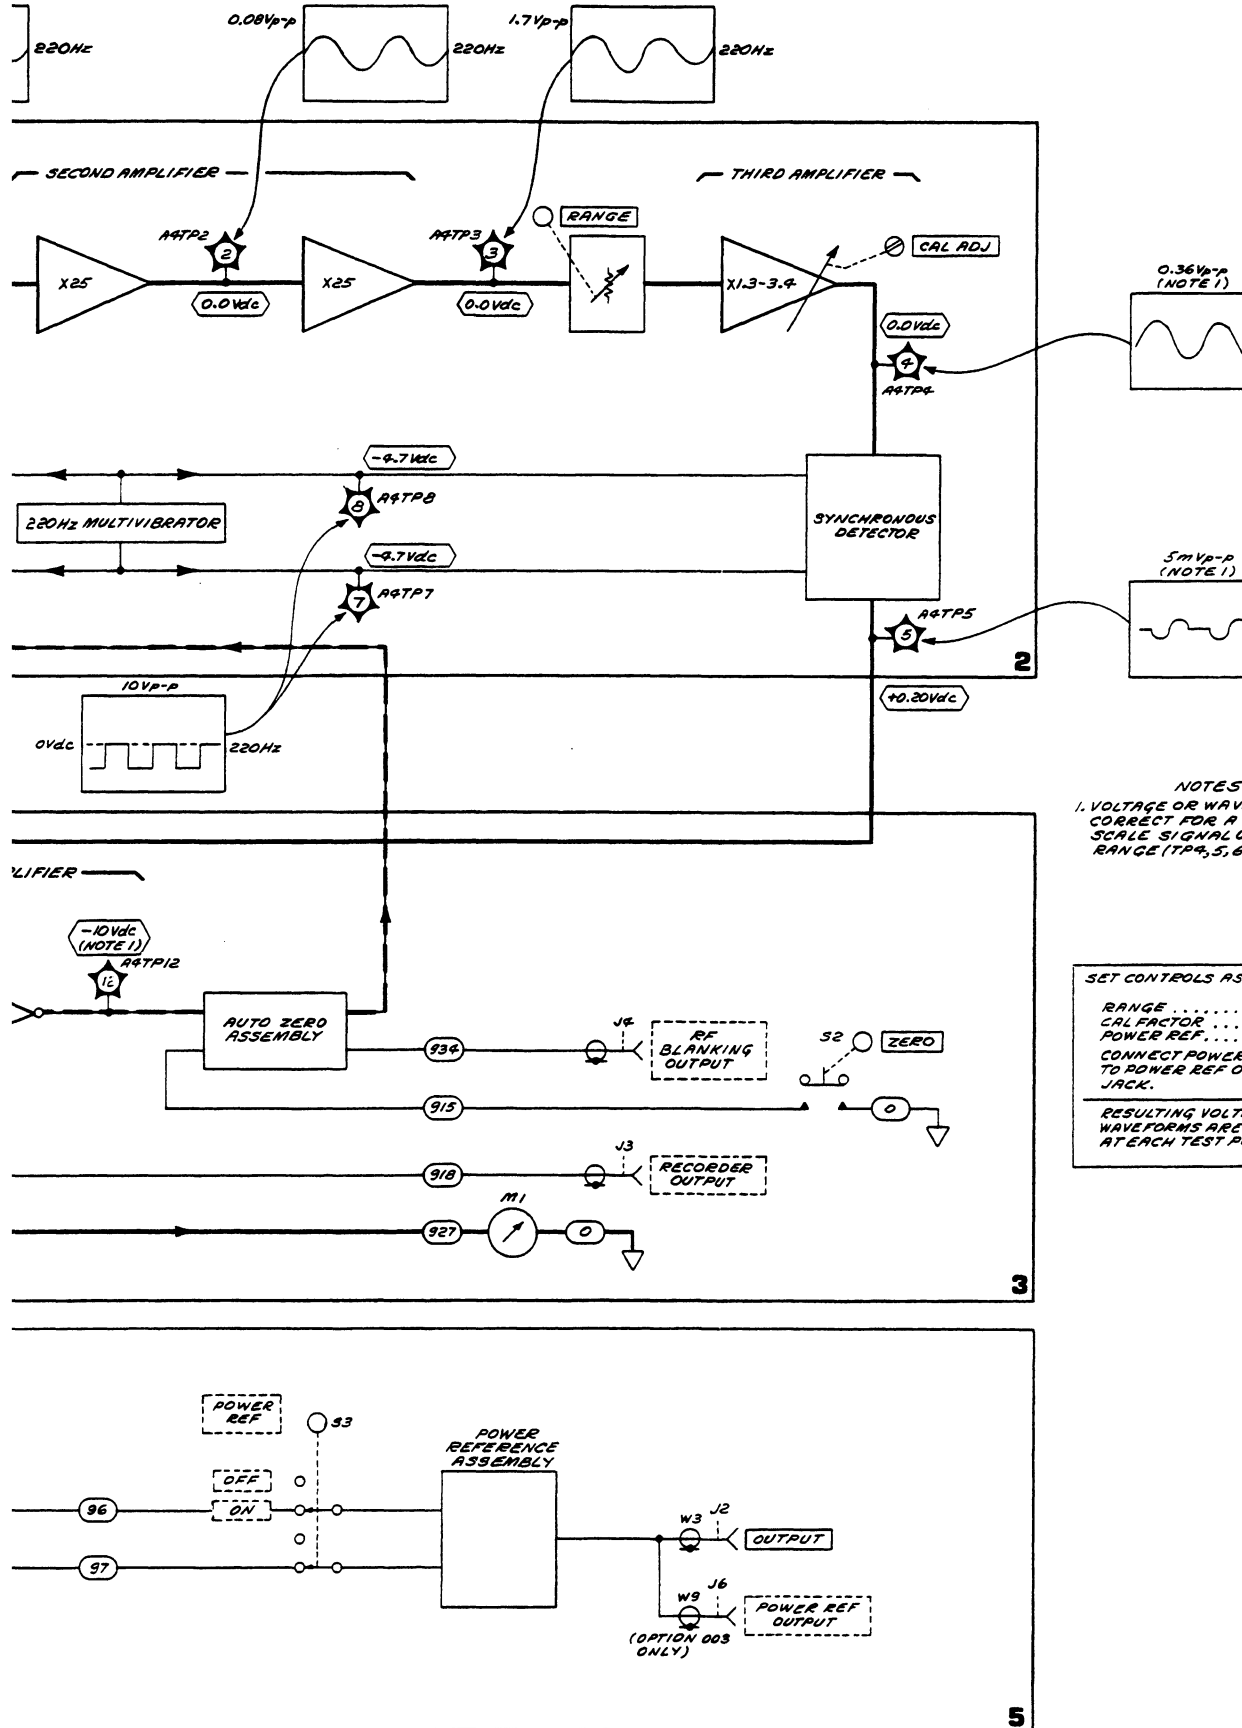 0.08Vp-p
220Hz
220Hz
1.7Vp-p
220Hz
SECOND AMPLIFIER
THIRD AMPLIFIER
A4TP2
2
A4TP3
3
RANGE
CAL ADJ
X25
X25
X1.3-3.4
0.0Vdc
0.0Vdc
0.36Vp-p
(NOTE 1)
0.0Vdc
4
A4TP4
-4.7Vdc
8
A4TP8
220Hz MULTIVIBRATOR
SYNCHRONOUS
DETECTOR
-4.7Vdc
7
A4TP7
5mVp-p
(NOTE 1)
A4TP5
5
2
10Vp-p
+0.20Vdc
0Vdc
220Hz
NOTES
1. VOLTAGE OR WAV
CORRECT FOR A
SCALE SIGNAL
RANGE (TP4,5,6
PLIFIER
-10Vdc
(NOTE 1)
A4TP12
12
AUTO ZERO
ASSEMBLY
934
J4
RF
BLANKING
OUTPUT
S2
ZERO
915
0
SET CONTROLS AS
RANGE .......
CAL FACTOR ...
POWER REF....
CONNECT POWER
TO POWER REF O
JACK.
RESULTING VOLT
WAVEFORMS ARE
AT EACH TEST P
918
J3
RECORDER
OUTPUT
927
M1
0
3
POWER
REF
S3
POWER
REFERENCE
ASSEMBLY
OFF
ON
96
97
W3
J2
OUTPUT
W9
J6
POWER REF
OUTPUT
(OPTION 003
ONLY)
5